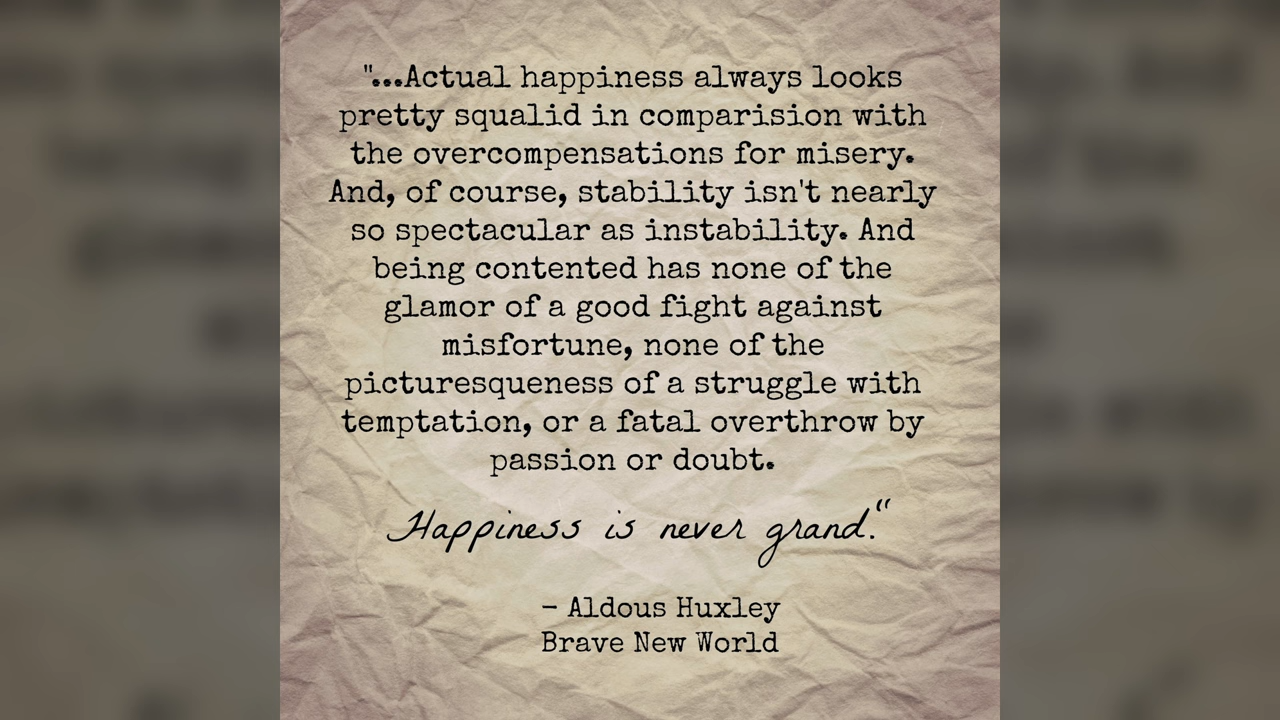 "...Actual happiness always looks
pretty squalid in comparision with
the overcompensations for misery.
And, of course, stability isn't nearly
so spectacular as instability. And
being contented has none of the
glamor of a good fight against
misfortune, none of the
picturesqueness of a struggle with
temptation, or a fatal overthrow by
passion or doubt.
Happiness is never grand."
- Aldous Huxley
Brave New World